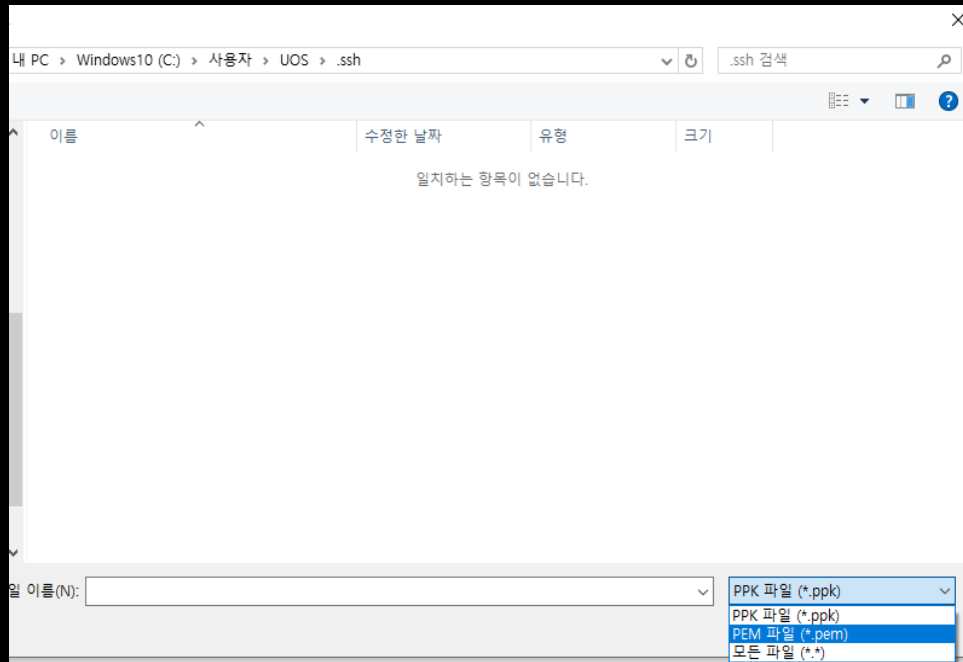 내 PC > Windows10 (C:) > 사용자 > UOS > .ssh
.ssh 검색
이름 수정한 날짜 유형 크기
일치하는 항목이 없습니다.
일 이름(N):
PPK 파일 (*.ppk)
PPK 파일 (*.ppk)
PEM 파일 (*.pem)
모든 파일 (*.*)